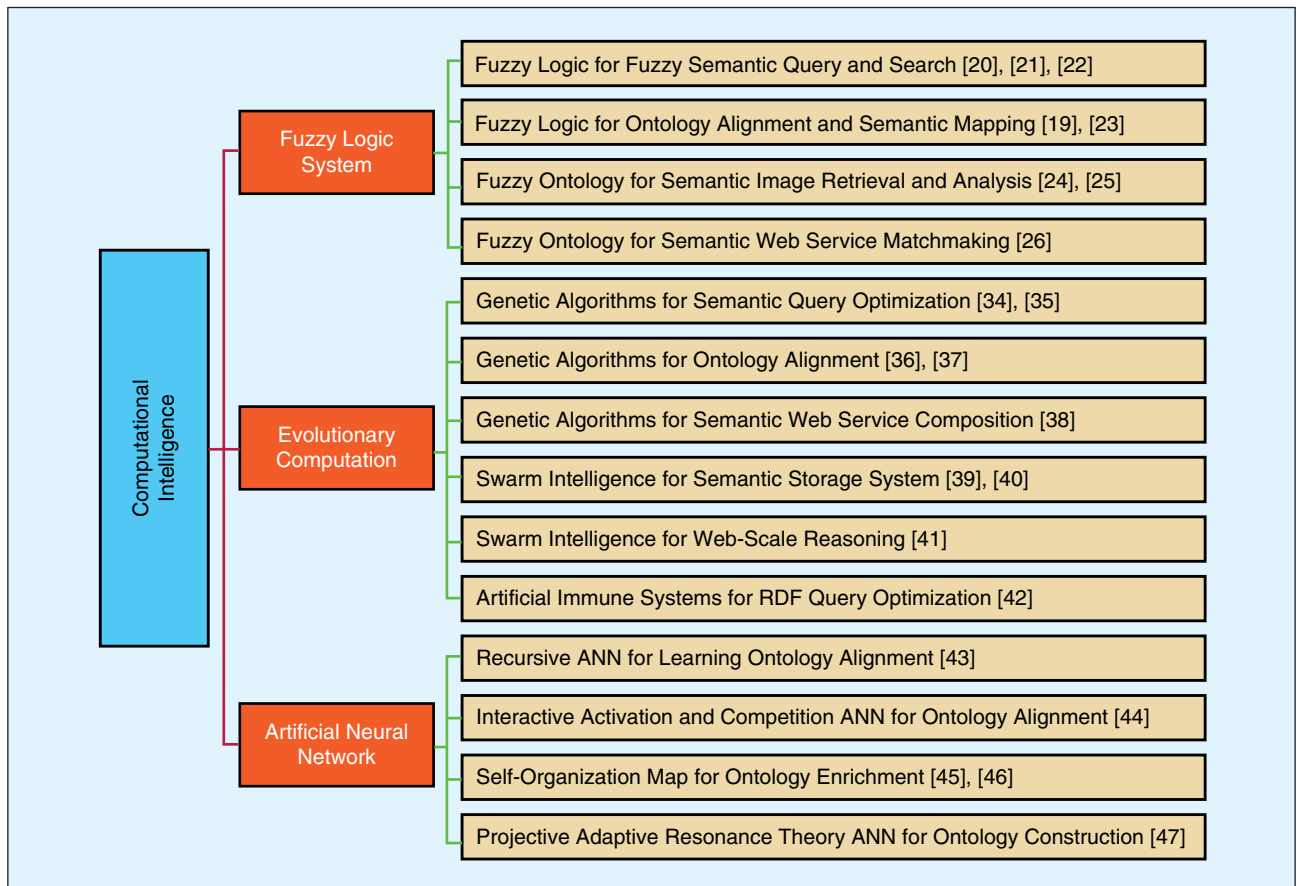 Computational
Intelligence
Fuzzy Logic
System
Fuzzy Logic for Fuzzy Semantic Query and Search [20], [21], [22]
Fuzzy Logic for Ontology Alignment and Semantic Mapping [19], [23]
Fuzzy Ontology for Semantic Image Retrieval and Analysis [24], [25]
Fuzzy Ontology for Semantic Web Service Matchmaking [26]
Evolutionary
Computation
Genetic Algorithms for Semantic Query Optimization [34], [35]
Genetic Algorithms for Ontology Alignment [36], [37]
Genetic Algorithms for Semantic Web Service Composition [38]
Swarm Intelligence for Semantic Storage System [39], [40]
Swarm Intelligence for Web-Scale Reasoning [41]
Artificial Immune Systems for RDF Query Optimization [42]
Artificial Neural
Network
Recursive ANN for Learning Ontology Alignment [43]
Interactive Activation and Competition ANN for Ontology Alignment [44]
Self-Organization Map for Ontology Enrichment [45], [46]
Projective Adaptive Resonance Theory ANN for Ontology Construction [47]